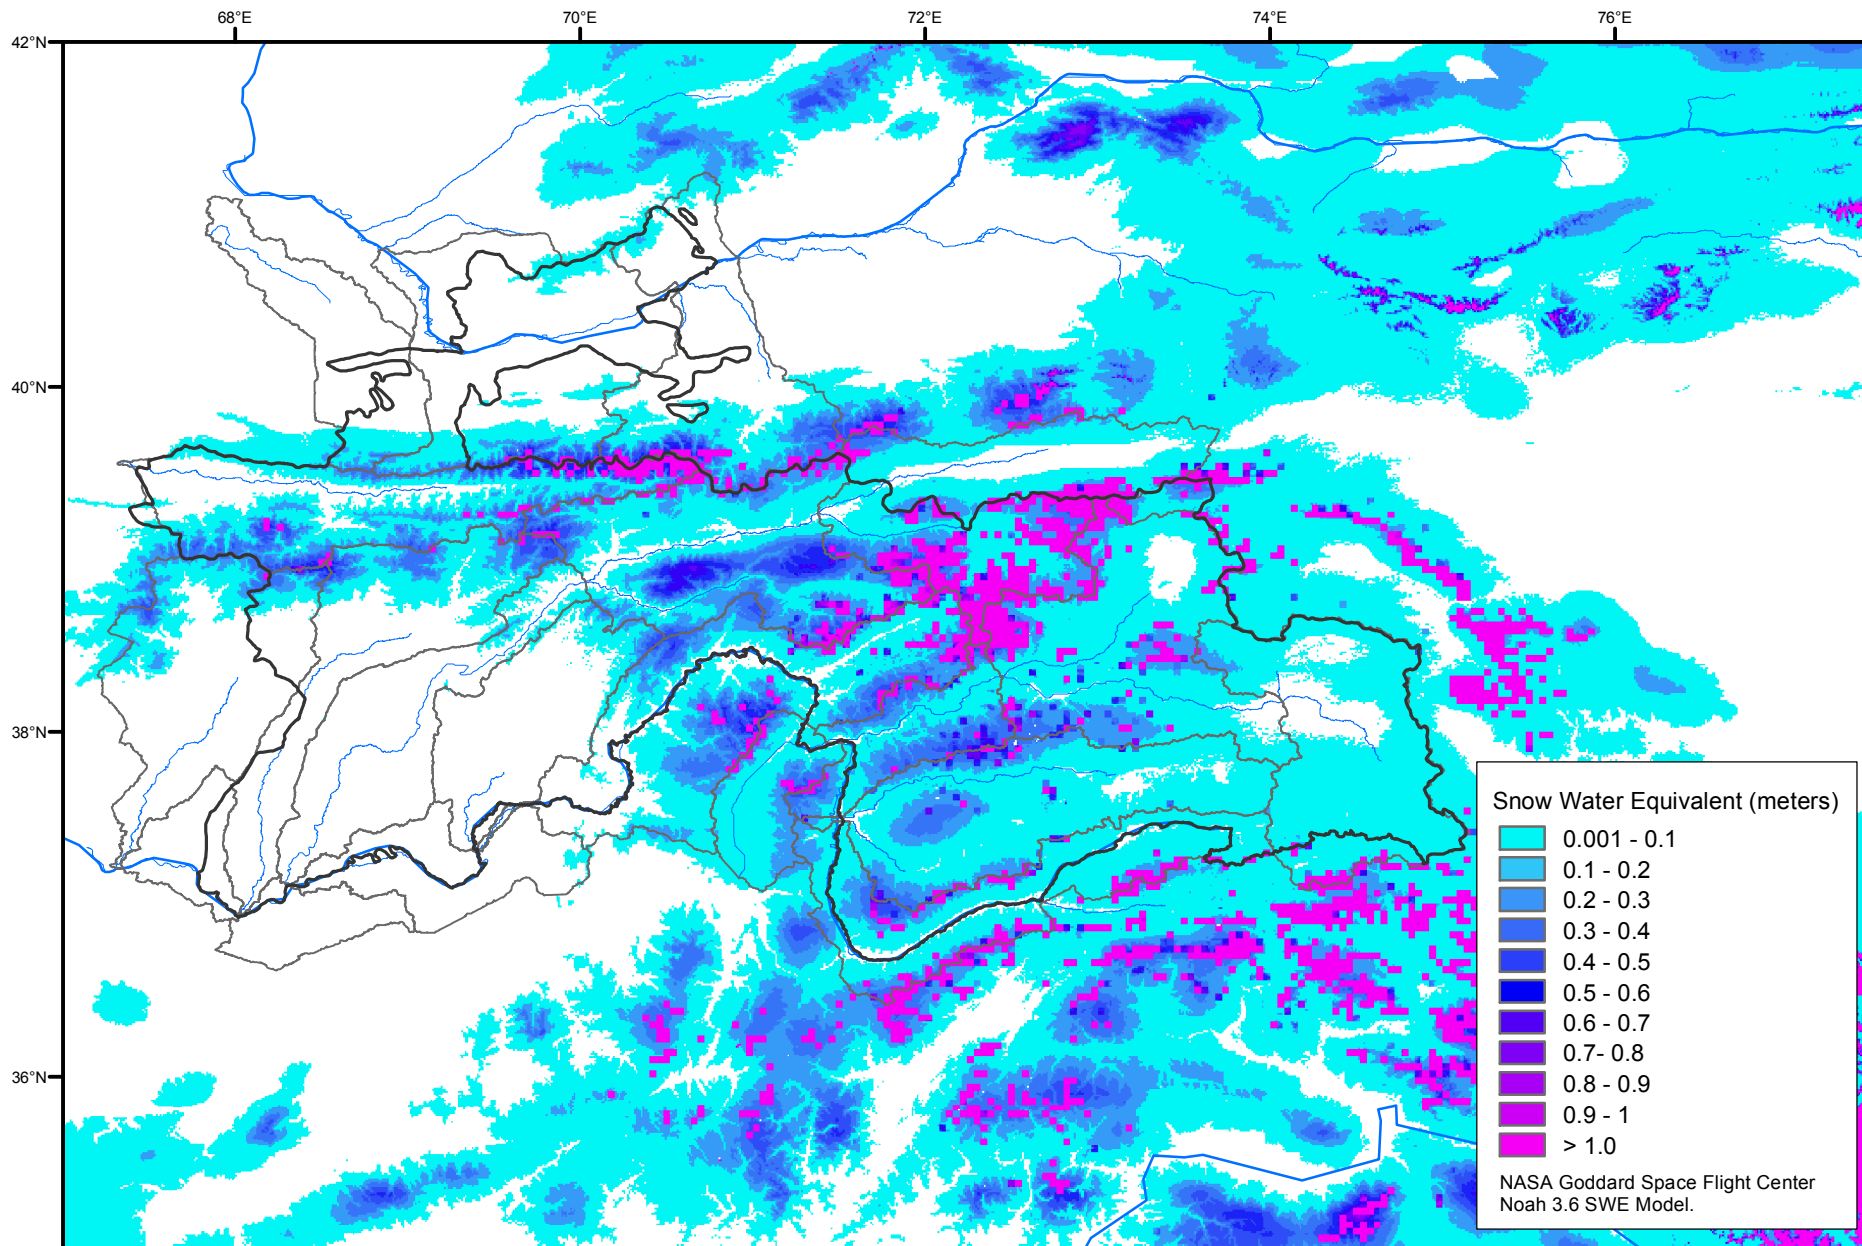 68°E
70°E
72°E
74°E
76°E
42°N
40°N
38°N
36°N
Snow Water Equivalent (meters)
0.001 - 0.1
0.1 - 0.2
0.2 - 0.3
0.3 - 0.4
0.4 - 0.5
0.5 - 0.6
0.6 - 0.7
0.7- 0.8
0.8 - 0.9
0.9 - 1
> 1.0
NASA Goddard Space Flight Center
Noah 3.6 SWE Model.